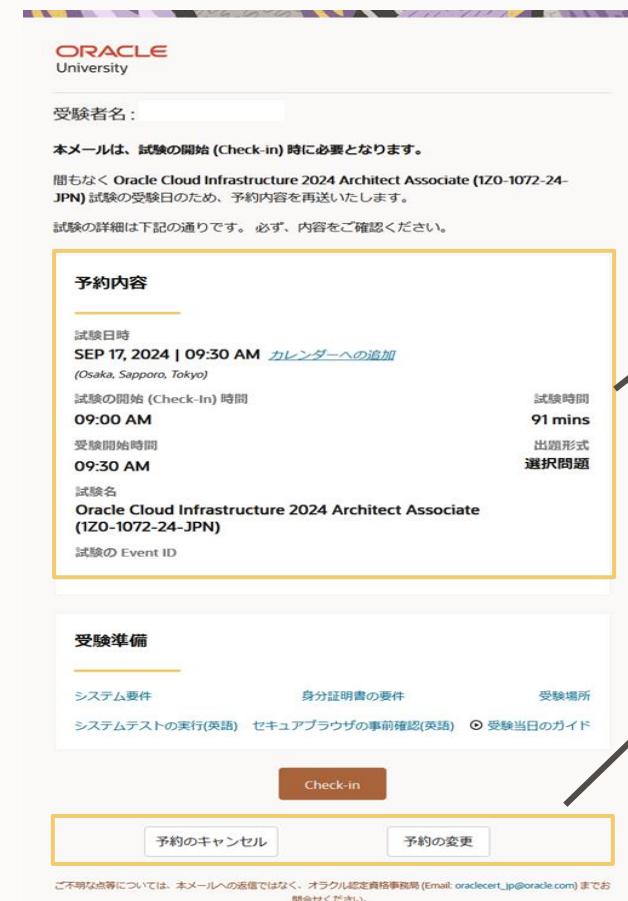 ORACLE
University
受験者名 :
本メールは、試験の開始 (Check-in) 時に必要となります。
間もなく Oracle Cloud Infrastructure 2024 Architect Associate (1Z0-1072-24-
JPN) 試験の受験日のため、予約内容を再送いたします。
試験の詳細は下記の通りです。 必ず、内容をご確認ください。
予約内容
試験日時
SEP 17, 2024 | 09:30 AM カレンダーへの追加
(Osaka, Sapporo, Tokyo)
試験の開始 (Check-In) 時間 試験時間
09:00 AM 91 mins
受験開始時間 出題形式
09:30 AM 選択問題
試験名
Oracle Cloud Infrastructure 2024 Architect Associate
(1Z0-1072-24-JPN)
試験の Event ID
受験準備
システム要件 身分証明書の要件 受験場所
システムテストの実行(英語) セキュアブラウザの事前確認(英語) 受験当日のガイド
Check-in
予約のキャンセル 予約の変更
ご不明な点等については、本メールへの返信ではなく、オラクル認定資格事務局 (Email: oraclecert_jp@oracle.com) までお
問合せください。